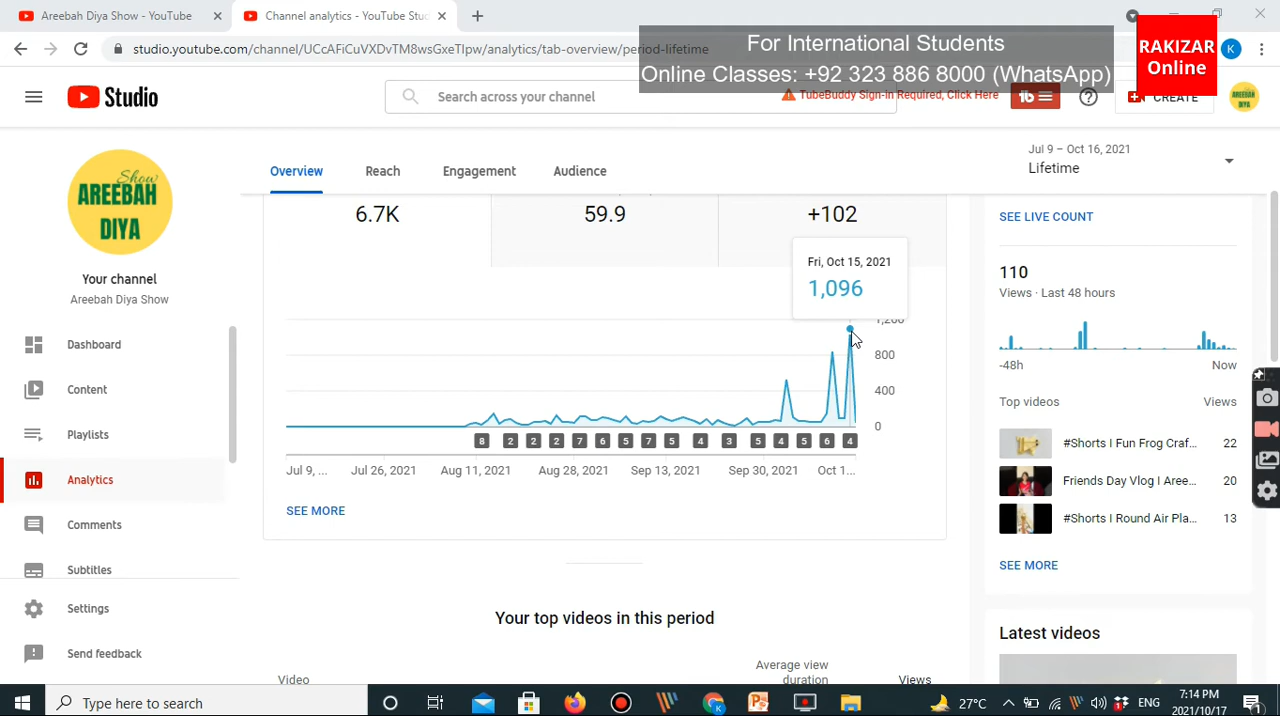 Areebah Diya Show - YouTube
Channel analytics - YouTube Stud
studio.youtube.com/channel/UCcAFiCuVXDvTM8wsGxeTIpw/analytics/tab-overview/period-lifetime
For International Students
Online Classes: +92 323 886 8000 (WhatsApp)
RAKIZAR
Online
K
Studio
Search across your channel
TubeBuddy Sign-in Required, Click Here
CREATE
Show
AREEBAH
DIYA
Your channel
Areebah Diya Show
Dashboard
Content
Playlists
Analytics
Comments
Subtitles
Settings
Send feedback
Overview
Reach
Engagement
Audience
Jul 9 – Oct 16, 2021
Lifetime
6.7K
59.9
+102
Fri, Oct 15, 2021
1,096
1,200
800
400
0
8 2 2 2 7 6 5 7 5 4 3 5 4 5 6 4
Jul 9, ... Jul 26, 2021 Aug 11, 2021 Aug 28, 2021 Sep 13, 2021 Sep 30, 2021 Oct 1...
SEE MORE
Your top videos in this period
Video
Average view
duration
Views
SEE LIVE COUNT
110
Views · Last 48 hours
-48h Now
Top videos Views
#Shorts I Fun Frog Craf... 22
Friends Day Vlog I Aree... 20
#Shorts I Round Air Pla... 13
SEE MORE
Latest videos
Type here to search
27°C
ENG
7:14 PM
2021/10/17